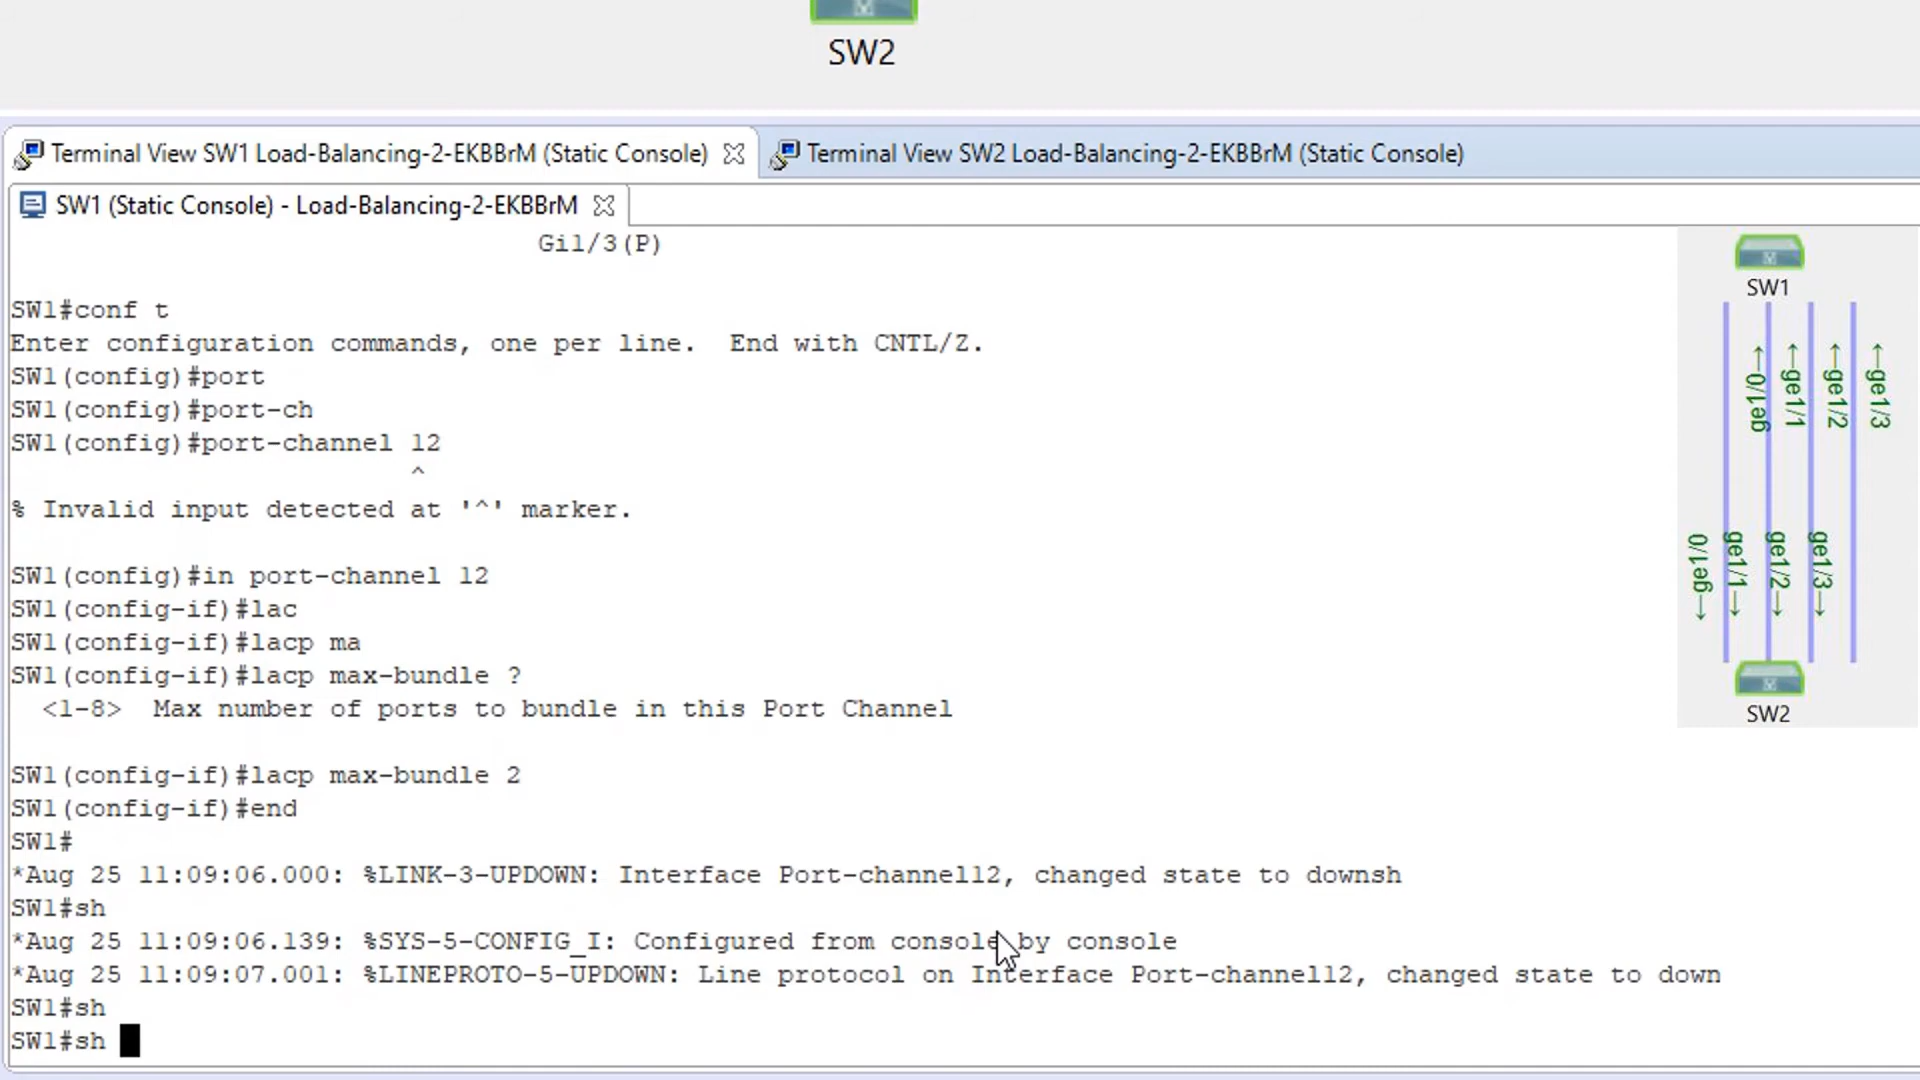 SW2
Terminal View SW1 Load-Balancing-2-EKBBrM (Static Console)
Terminal View SW2 Load-Balancing-2-EKBBrM (Static Console)
SW1 (Static Console) - Load-Balancing-2-EKBBrM
Gi1/3(P)
SW1#conf t
Enter configuration commands, one per line.  End with CNTL/Z.
SW1(config)#port
SW1(config)#port-ch
SW1(config)#port-channel 12
^
% Invalid input detected at '^' marker.
SW1(config)#in port-channel 12
SW1(config-if)#lac
SW1(config-if)#lacp ma
SW1(config-if)#lacp max-bundle ?
<1-8>  Max number of ports to bundle in this Port Channel
SW1(config-if)#lacp max-bundle 2
SW1(config-if)#end
SW1#
*Aug 25 11:09:06.000: %LINK-3-UPDOWN: Interface Port-channel12, changed state to downsh
SW1#sh
*Aug 25 11:09:06.139: %SYS-5-CONFIG_I: Configured from console by console
*Aug 25 11:09:07.001: %LINEPROTO-5-UPDOWN: Line protocol on Interface Port-channel12, changed state to down
SW1#sh
SW1#sh
SW1
←ge1/0
←ge1/1
←ge1/2
←ge1/3
ge1/0→
ge1/1→
ge1/2→
ge1/3→
SW2